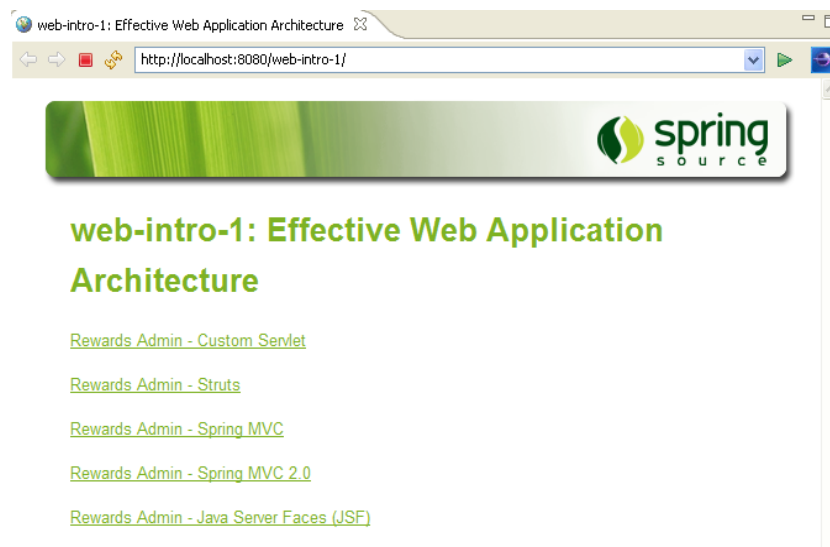 web-intro-1: Effective Web Application Architecture
http://localhost:8080/web-intro-1/
spring
source
web-intro-1: Effective Web Application
Architecture
Rewards Admin - Custom Servlet
Rewards Admin - Struts
Rewards Admin - Spring MVC
Rewards Admin - Spring MVC 2.0
Rewards Admin - Java Server Faces (JSF)